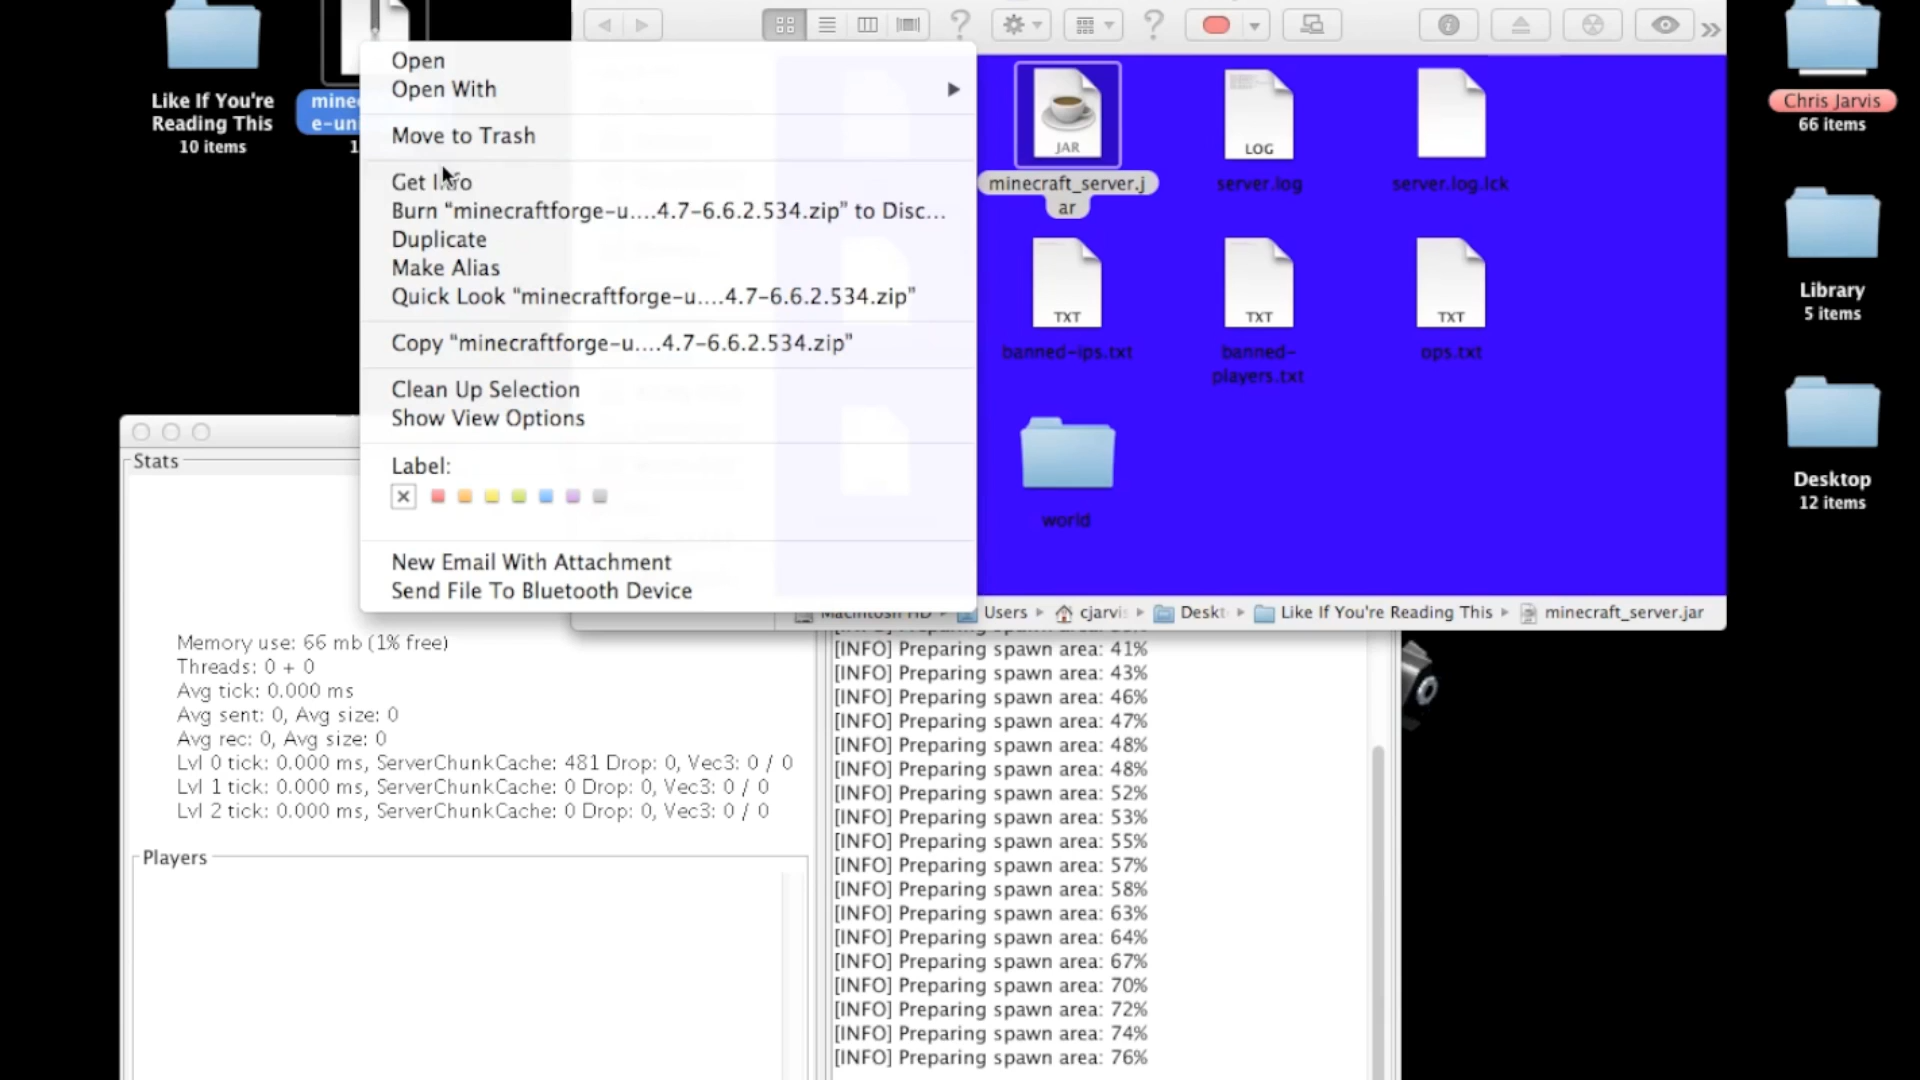 Like If You're
Reading This
10 items
mine
e-uni
1
Open
Open With
Move to Trash
Get Info
Burn “minecraftforge-u....4.7-6.6.2.534.zip” to Disc...
Duplicate
Make Alias
Quick Look “minecraftforge-u....4.7-6.6.2.534.zip”
Copy “minecraftforge-u....4.7-6.6.2.534.zip”
Clean Up Selection
Show View Options
Label:
New Email With Attachment
Send File To Bluetooth Device
JAR
minecraft_server.j
ar
LOG
server.log
server.log.lck
TXT
banned-ips.txt
TXT
banned-
players.txt
TXT
ops.txt
world
Macintosh HD
Users
cjarvi
Deskt
Like If You're Reading This
minecraft_server.jar
Chris Jarvis
66 items
Library
5 items
Desktop
12 items
Stats
Memory use: 66 mb (1% free)
Threads: 0 + 0
Avg tick: 0.000 ms
Avg sent: 0, Avg size: 0
Avg rec: 0, Avg size: 0
Lvl 0 tick: 0.000 ms, ServerChunkCache: 481 Drop: 0, Vec3: 0 / 0
Lvl 1 tick: 0.000 ms, ServerChunkCache: 0 Drop: 0, Vec3: 0 / 0
Lvl 2 tick: 0.000 ms, ServerChunkCache: 0 Drop: 0, Vec3: 0 / 0
Players
[INFO] Preparing spawn area: 41%
[INFO] Preparing spawn area: 43%
[INFO] Preparing spawn area: 46%
[INFO] Preparing spawn area: 47%
[INFO] Preparing spawn area: 48%
[INFO] Preparing spawn area: 48%
[INFO] Preparing spawn area: 52%
[INFO] Preparing spawn area: 53%
[INFO] Preparing spawn area: 55%
[INFO] Preparing spawn area: 57%
[INFO] Preparing spawn area: 58%
[INFO] Preparing spawn area: 63%
[INFO] Preparing spawn area: 64%
[INFO] Preparing spawn area: 67%
[INFO] Preparing spawn area: 70%
[INFO] Preparing spawn area: 72%
[INFO] Preparing spawn area: 74%
[INFO] Preparing spawn area: 76%